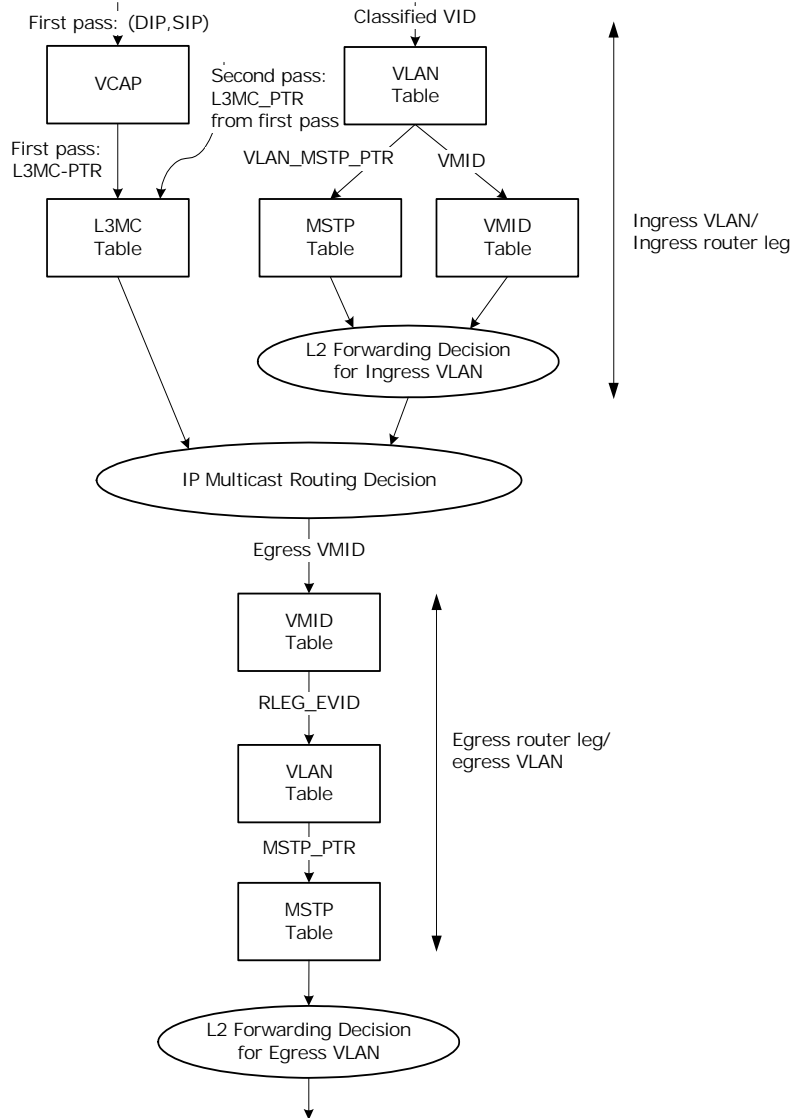 First pass: (DIP,SIP)
Classified VID
VCAP
Second pass:
L3MC_PTR
from first pass
VLAN
Table
First pass:
L3MC-PTR
VLAN_MSTP_PTR
VMID
L3MC
Table
MSTP
Table
VMID
Table
Ingress VLAN/
Ingress router leg
L2 Forwarding Decision
for Ingress VLAN
IP Multicast Routing Decision
Egress VMID
VMID
Table
RLEG_EVID
Egress router leg/
egress VLAN
VLAN
Table
MSTP_PTR
MSTP
Table
L2 Forwarding Decision
for Egress VLAN